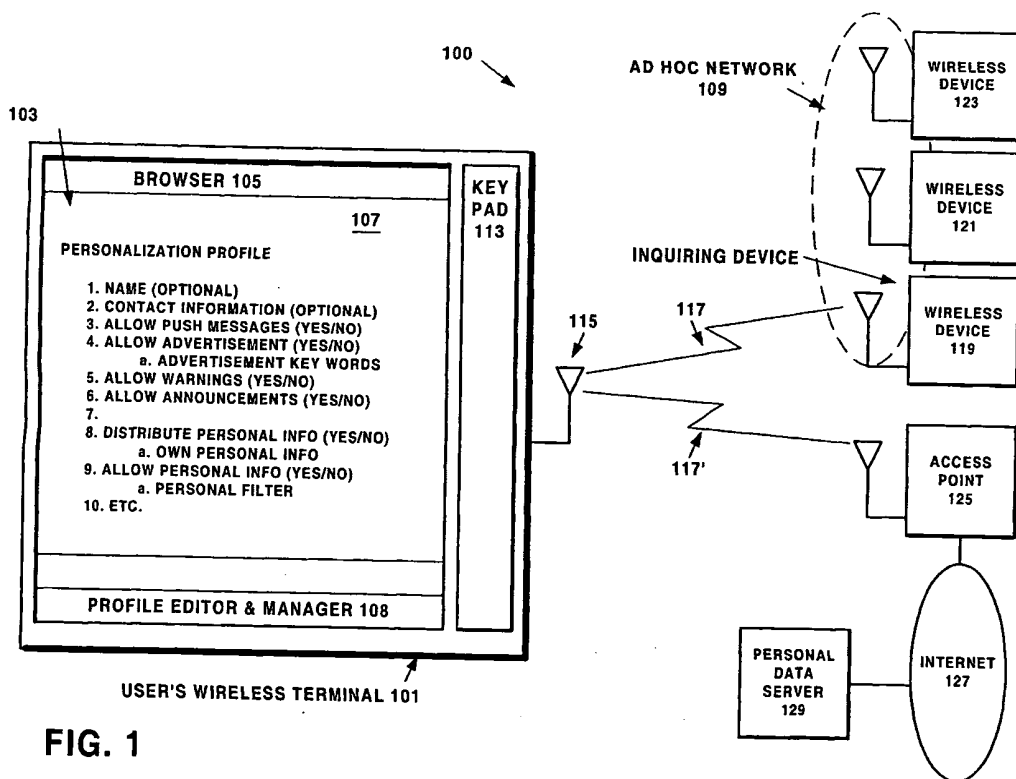 100
AD HOC NETWORK
109
WIRELESS
DEVICE
123
103
BROWSER 105
KEY
PAD
113
107
WIRELESS
DEVICE
121
PERSONALIZATION PROFILE
INQUIRING DEVICE
1. NAME (OPTIONAL)
2. CONTACT INFORMATION (OPTIONAL)
3. ALLOW PUSH MESSAGES (YES/NO)
4. ALLOW ADVERTISEMENT (YES/NO)
a. ADVERTISEMENT KEY WORDS
5. ALLOW WARNINGS (YES/NO)
6. ALLOW ANNOUNCEMENTS (YES/NO)
7.
8. DISTRIBUTE PERSONAL INFO (YES/NO)
a. OWN PERSONAL INFO
9. ALLOW PERSONAL INFO (YES/NO)
a. PERSONAL FILTER
10. ETC.
115
117
WIRELESS
DEVICE
119
117'
ACCESS
POINT
125
PROFILE EDITOR & MANAGER 108
USER'S WIRELESS TERMINAL 101
PERSONAL
DATA
SERVER
129
INTERNET
127
FIG. 1